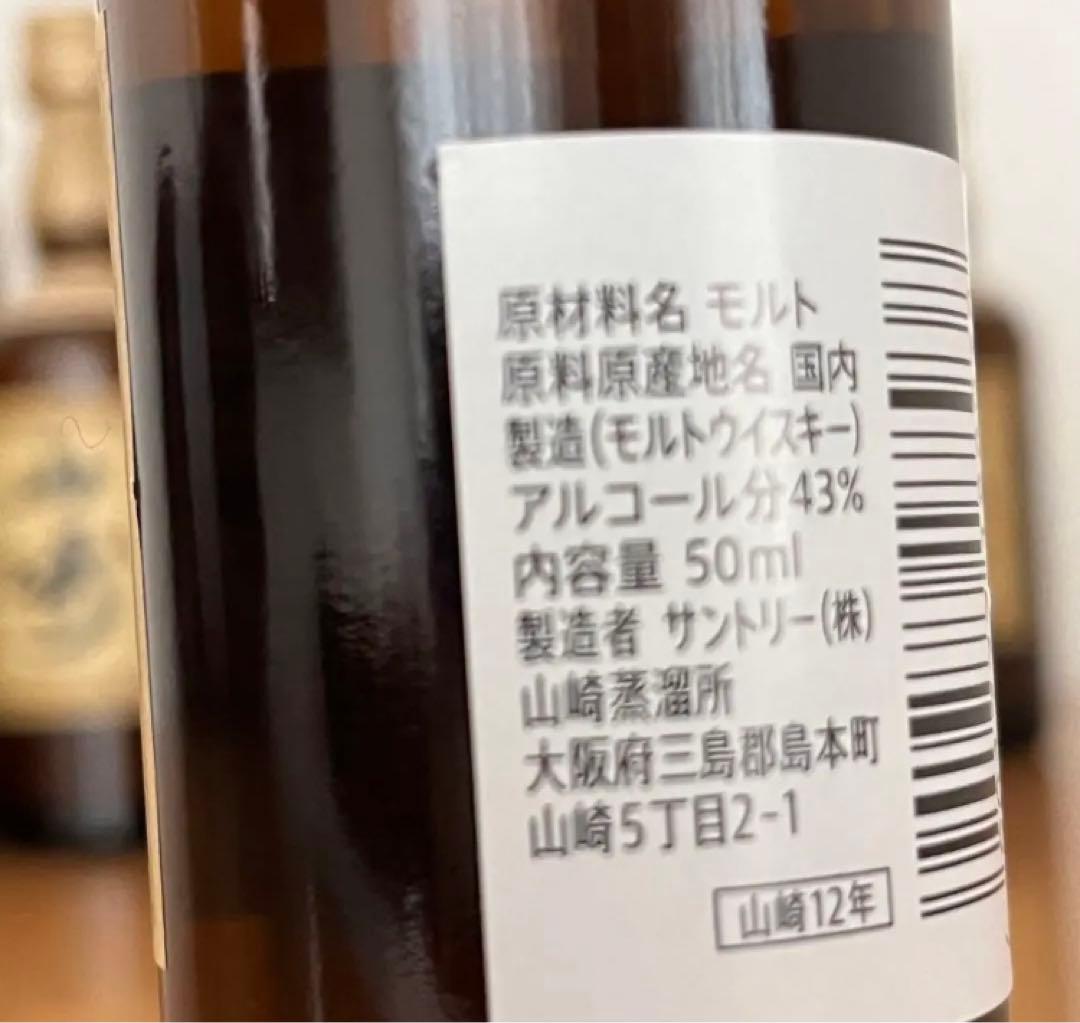 原材料名 モルト
原料原産地名 国内
製造(モルトウイスキー)
アルコール分43%
内容量 50ml
製造者 サントリー(株)
山崎蒸溜所
大阪府三島郡島本町
山崎5丁目2-1
山崎12年